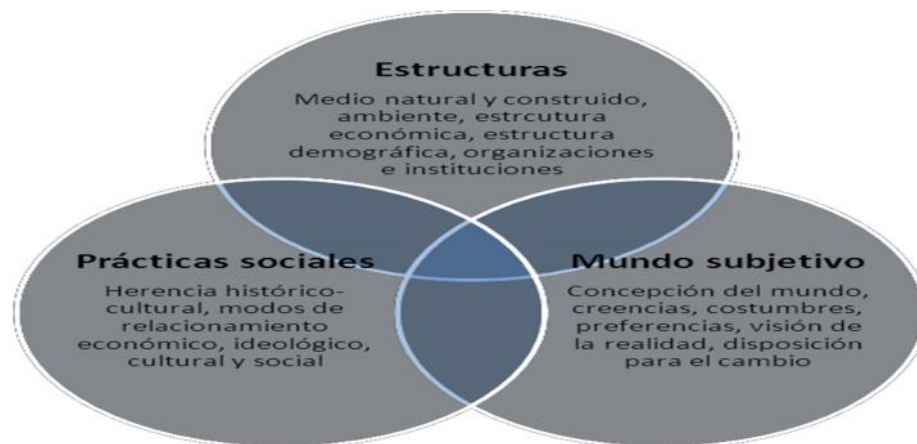 Estructuras
Medio natural y construido,
ambiente, estrcutura
económica, estructura
demográfica, organizaciones
e instituciones
Prácticas sociales
Herencia histórico-
cultural, modos de
relacionamiento
económico, ideológico,
cultural y social
Mundo subjetivo
Concepción del mundo,
creencias, costumbres,
preferencias, visión de
la realidad, disposición
para el cambio